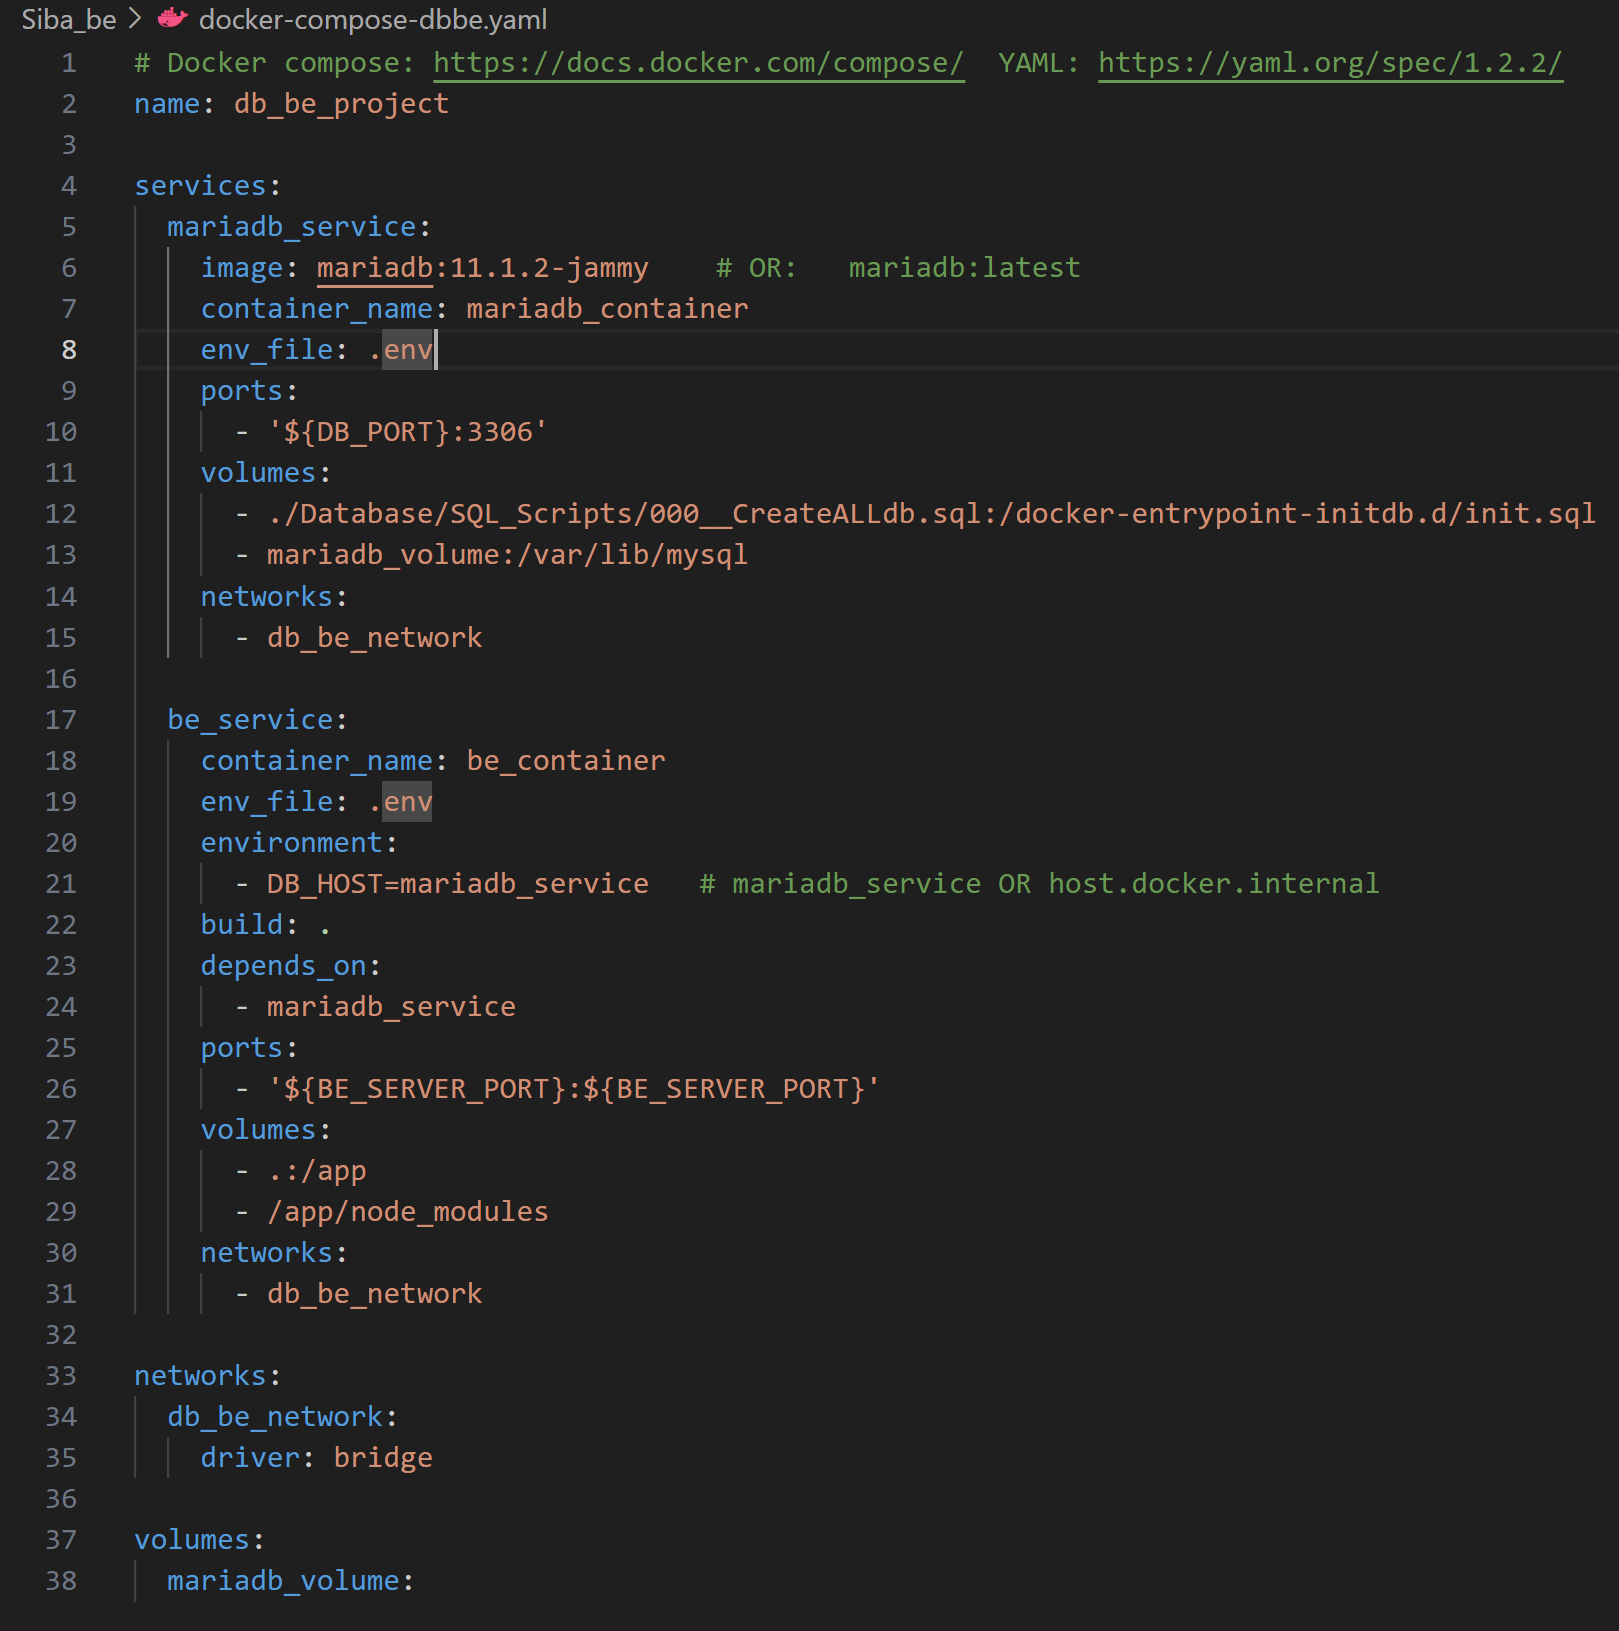 Siba_be > docker-compose-dbbe.yaml
1 # Docker compose: https://docs.docker.com/compose/  YAML: https://yaml.org/spec/1.2.2/
2 name: db_be_project
3
4 services:
5   mariadb_service:
6     image: mariadb:11.1.2-jammy    # OR:   mariadb:latest
7     container_name: mariadb_container
8     env_file: .env
9     ports:
10       - '${DB_PORT}:3306'
11     volumes:
12       - ./Database/SQL_Scripts/000__CreateALLdb.sql:/docker-entrypoint-initdb.d/init.sql
13       - mariadb_volume:/var/lib/mysql
14     networks:
15       - db_be_network
16
17   be_service:
18     container_name: be_container
19     env_file: .env
20     environment:
21       - DB_HOST=mariadb_service   # mariadb_service OR host.docker.internal
22     build: .
23     depends_on:
24       - mariadb_service
25     ports:
26       - '${BE_SERVER_PORT}:${BE_SERVER_PORT}'
27     volumes:
28       - .:/app
29       - /app/node_modules
30     networks:
31       - db_be_network
32
33 networks:
34   db_be_network:
35     driver: bridge
36
37 volumes:
38   mariadb_volume: